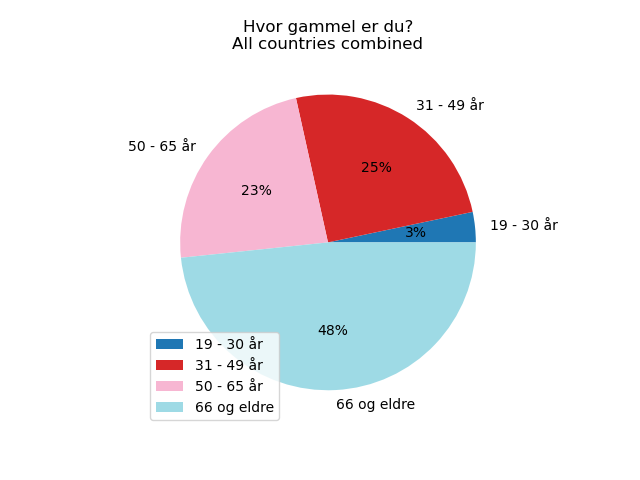 Hvor gammel er du?
All countries combined
31 - 49 år
50 - 65 år
25%
23%
19 - 30 år
3%
48%
19 - 30 år
31 - 49 år
50 - 65 år
66 og eldre
66 og eldre